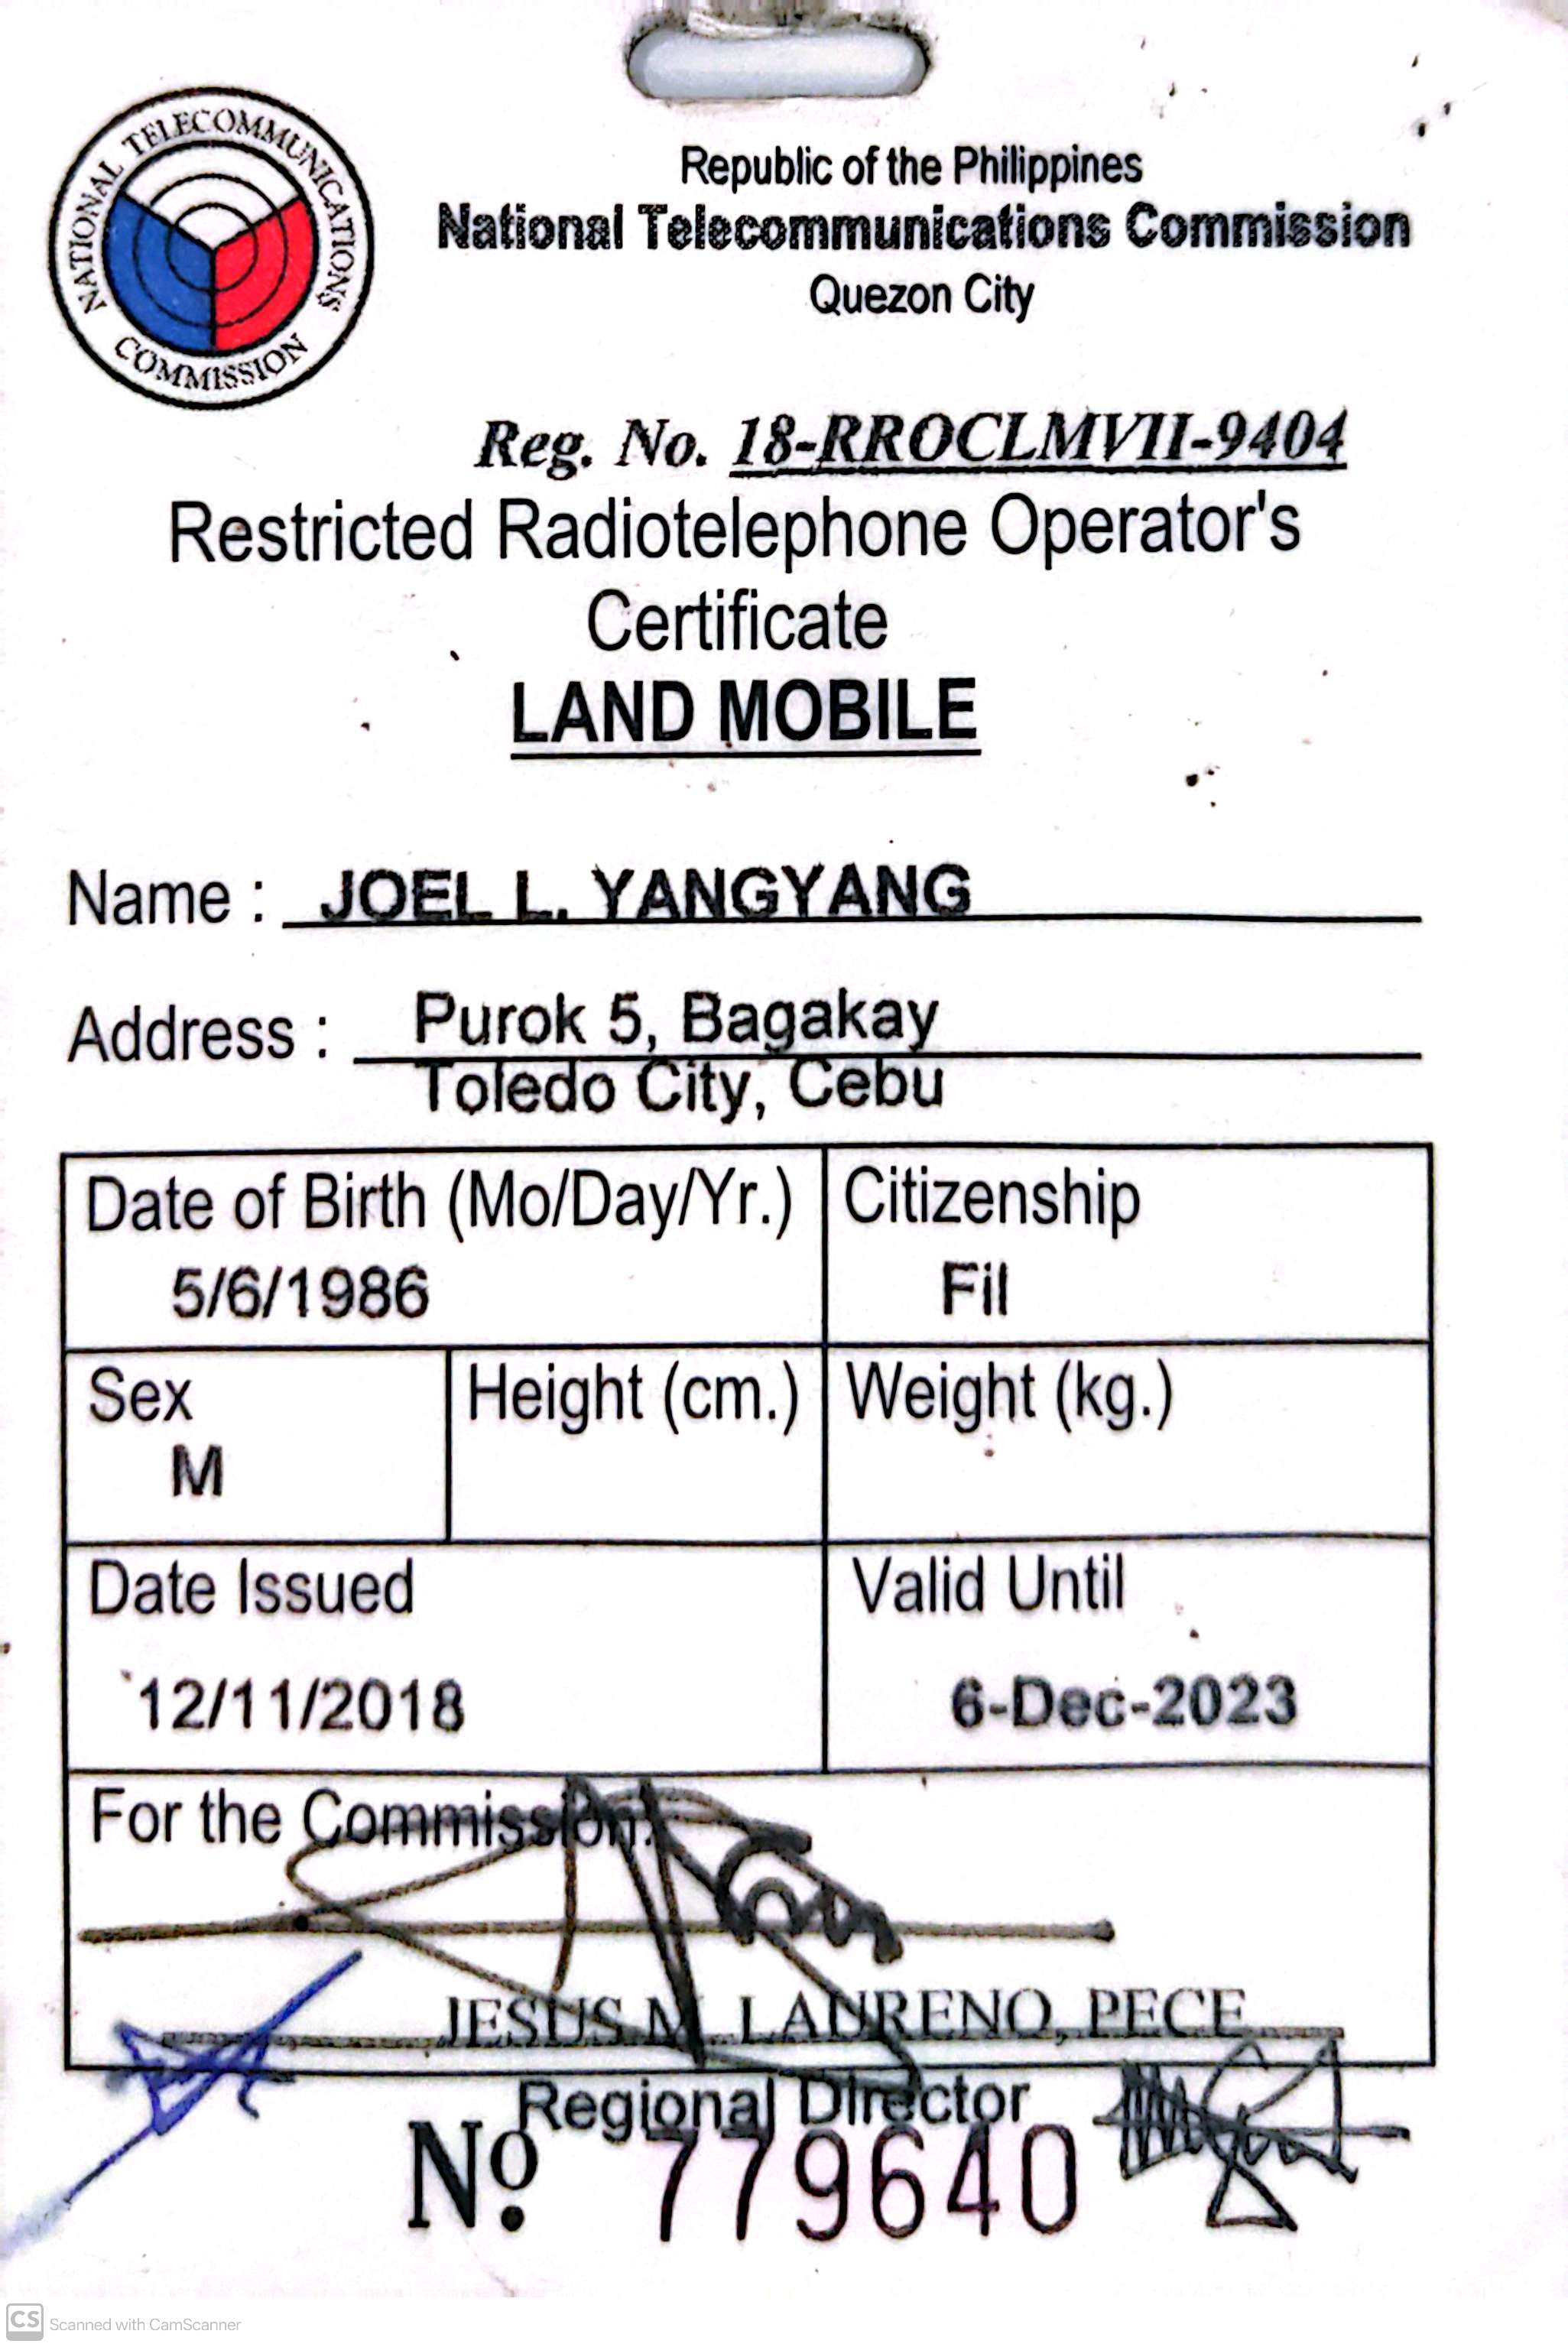 NATIONAL TELECOMMUNICATIONS
COMMISSION
Republic of the Philippines
National Telecommunications Commission
Quezon City
Reg. No. 18-RROCLMVII-9404
Restricted Radiotelephone Operator's
Certificate
LAND MOBILE
Name : JOEL L. YANGYANG
Address : Purok 5, Bagakay
Toledo City, Cebu
Date of Birth (Mo/Day/Yr.) Citizenship
5/6/1986 Fil
Sex Height (cm.) Weight (kg.)
M
Date Issued Valid Until
12/11/2018 6-Dec-2023
For the Commission:
JESUS M. LAURENO, PECE
Regional Director
Nº. 779640
CS Scanned with CamScanner